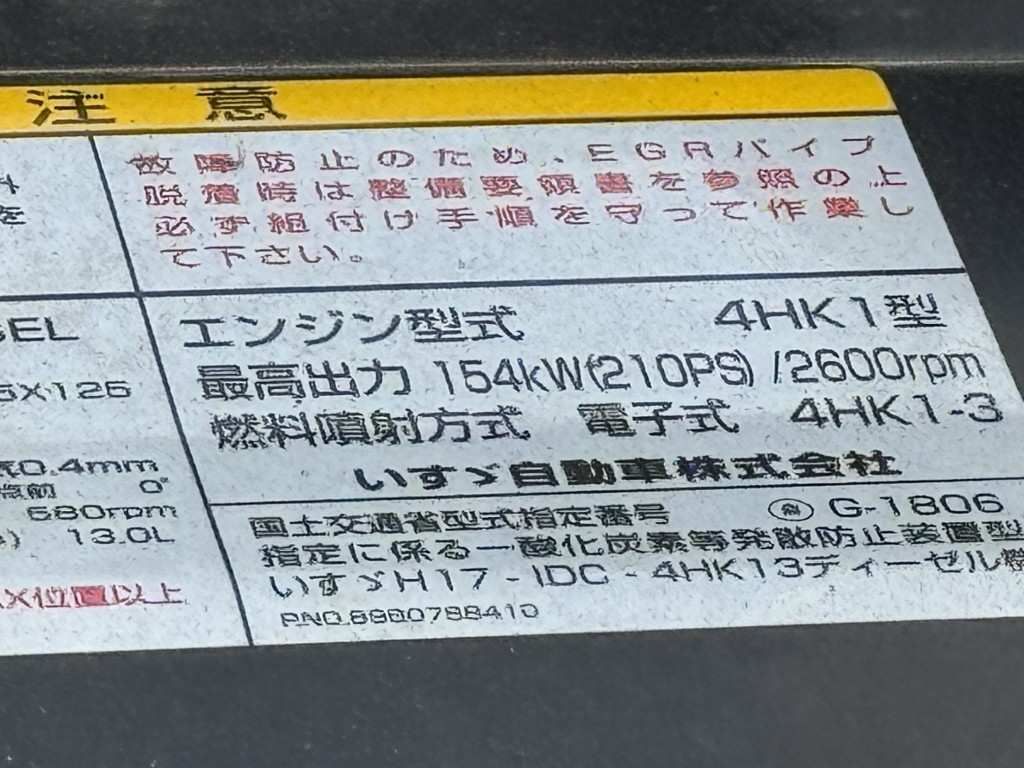 注意
故障防止のため、EGRパイプ
脱着時は整備要領書を参照の上
必ず組付け手順を守って作業し
て下さい。
を
SEL
5X126
エンジン型式 4HK1型
最高出力 154kW(210PS) /2600rpm
燃料噴射方式 電子式 4HK1-3
いすゞ自動車株式会社
0.4mm
点前 0°
680rpm
13.0L
AX位置以上
国土交通省型式指定番号 G-1806
指定に係る一酸化炭素等発散防止装置型
いすゞH17-IDC-4HK13ディーゼル機
PNO.8980788410